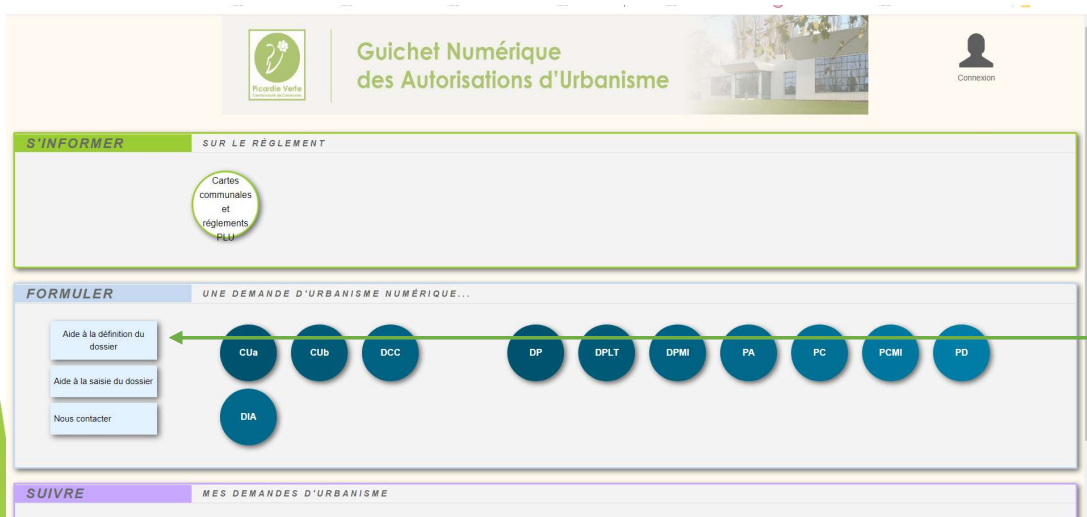 Guichet Numérique
des Autorisations d'Urbanisme
Picardie Verte
Connexion
S'INFORMER
SUR LE RÈGLEMENT
Cartes
communales
et
réglements
PLU
FORMULER
UNE DEMANDE D'URBANISME NUMÉRIQUE...
Aide à la définition du
dossier
Aide à la saisie du dossier
Nous contacter
CUa
CUb
DCC
DP
DPLT
DPMI
PA
PC
PCMI
PD
DIA
SUIVRE
MES DEMANDES D'URBANISME